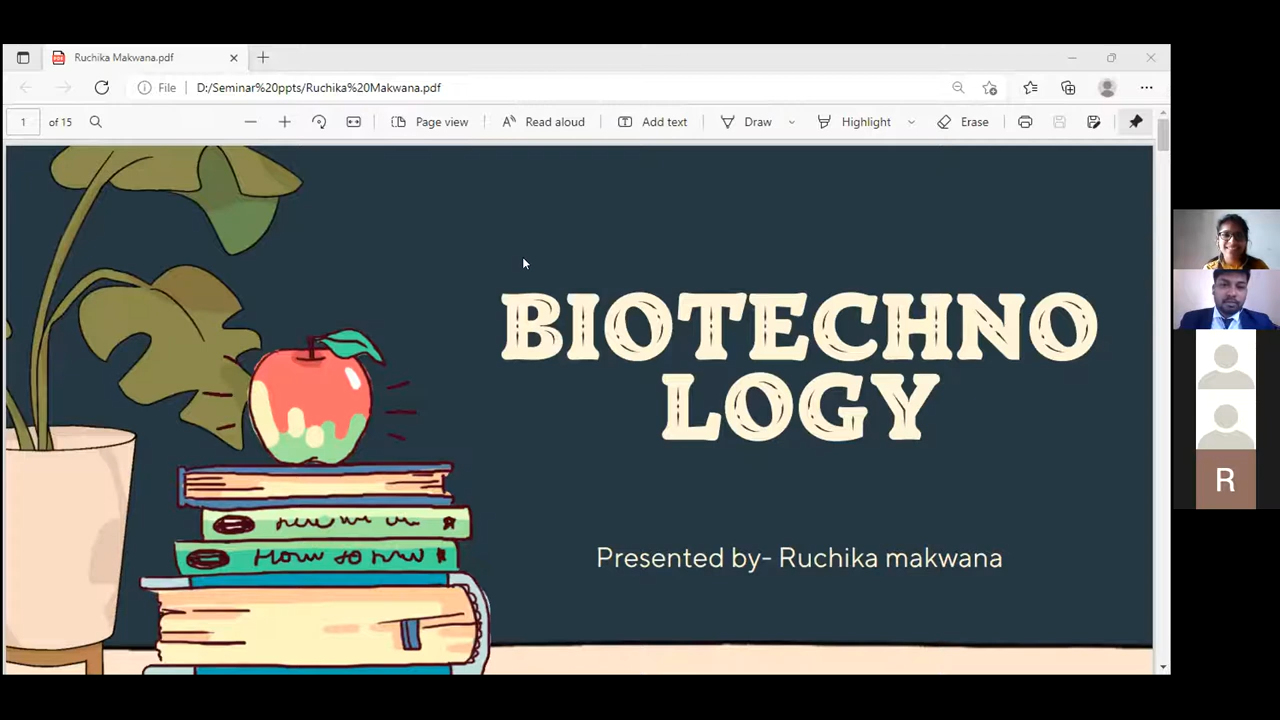 Ruchika Makwana.pdf
File
D:/Seminar%20ppts/Ruchika%20Makwana.pdf
1 of 15
Page view
Read aloud
Add text
Draw
Highlight
Erase
BIOTECHNO
LOGY
Presented by- Ruchika makwana
R